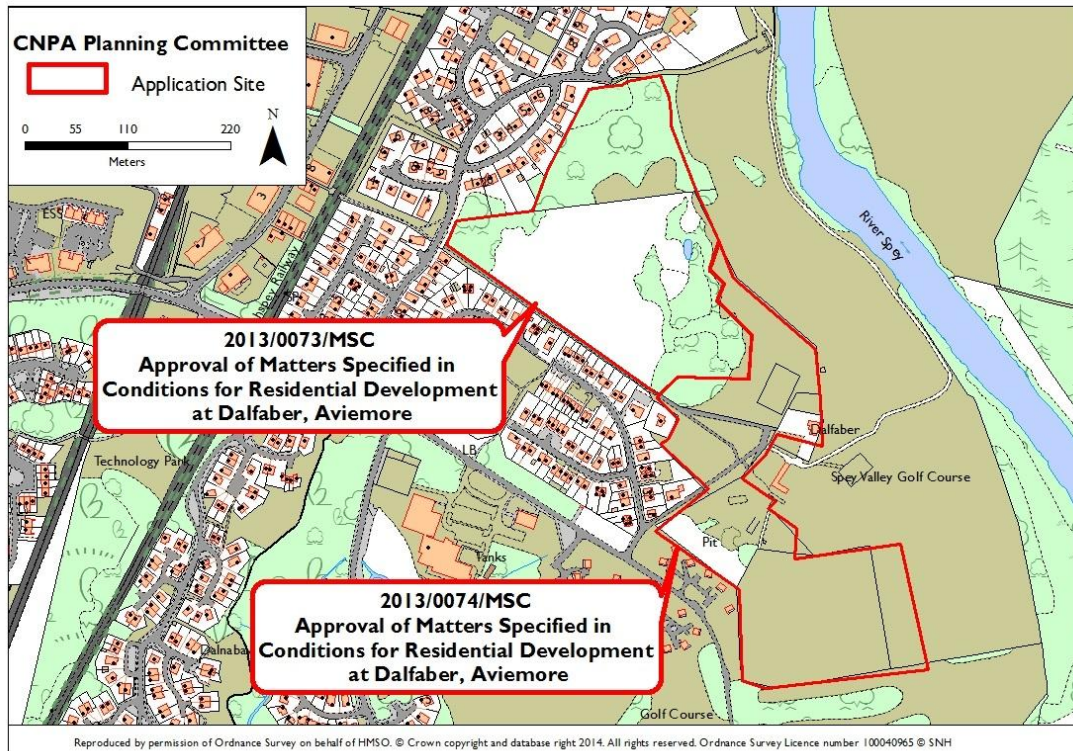 CNPA Planning Committee
Application Site
N
0 55 110 220
Meters
ESS
3
River Spey
2013/0073/MSC
Approval of Matters Specified in
Conditions for Residential Development
at Dalfaber, Aviemore
Technology Park
LB
Dalfaber
Spey Valley Golf Course
Pit
Tanks
2013/0074/MSC
Approval of Matters Specified in
Conditions for Residential Development
at Dalfaber, Aviemore
Golf Course
Reproduced by permission of Ordnance Survey on behalf of HMSO. © Crown copyright and database right 2014. All rights reserved. Ordnance Survey Licence number 100040965 © SNH